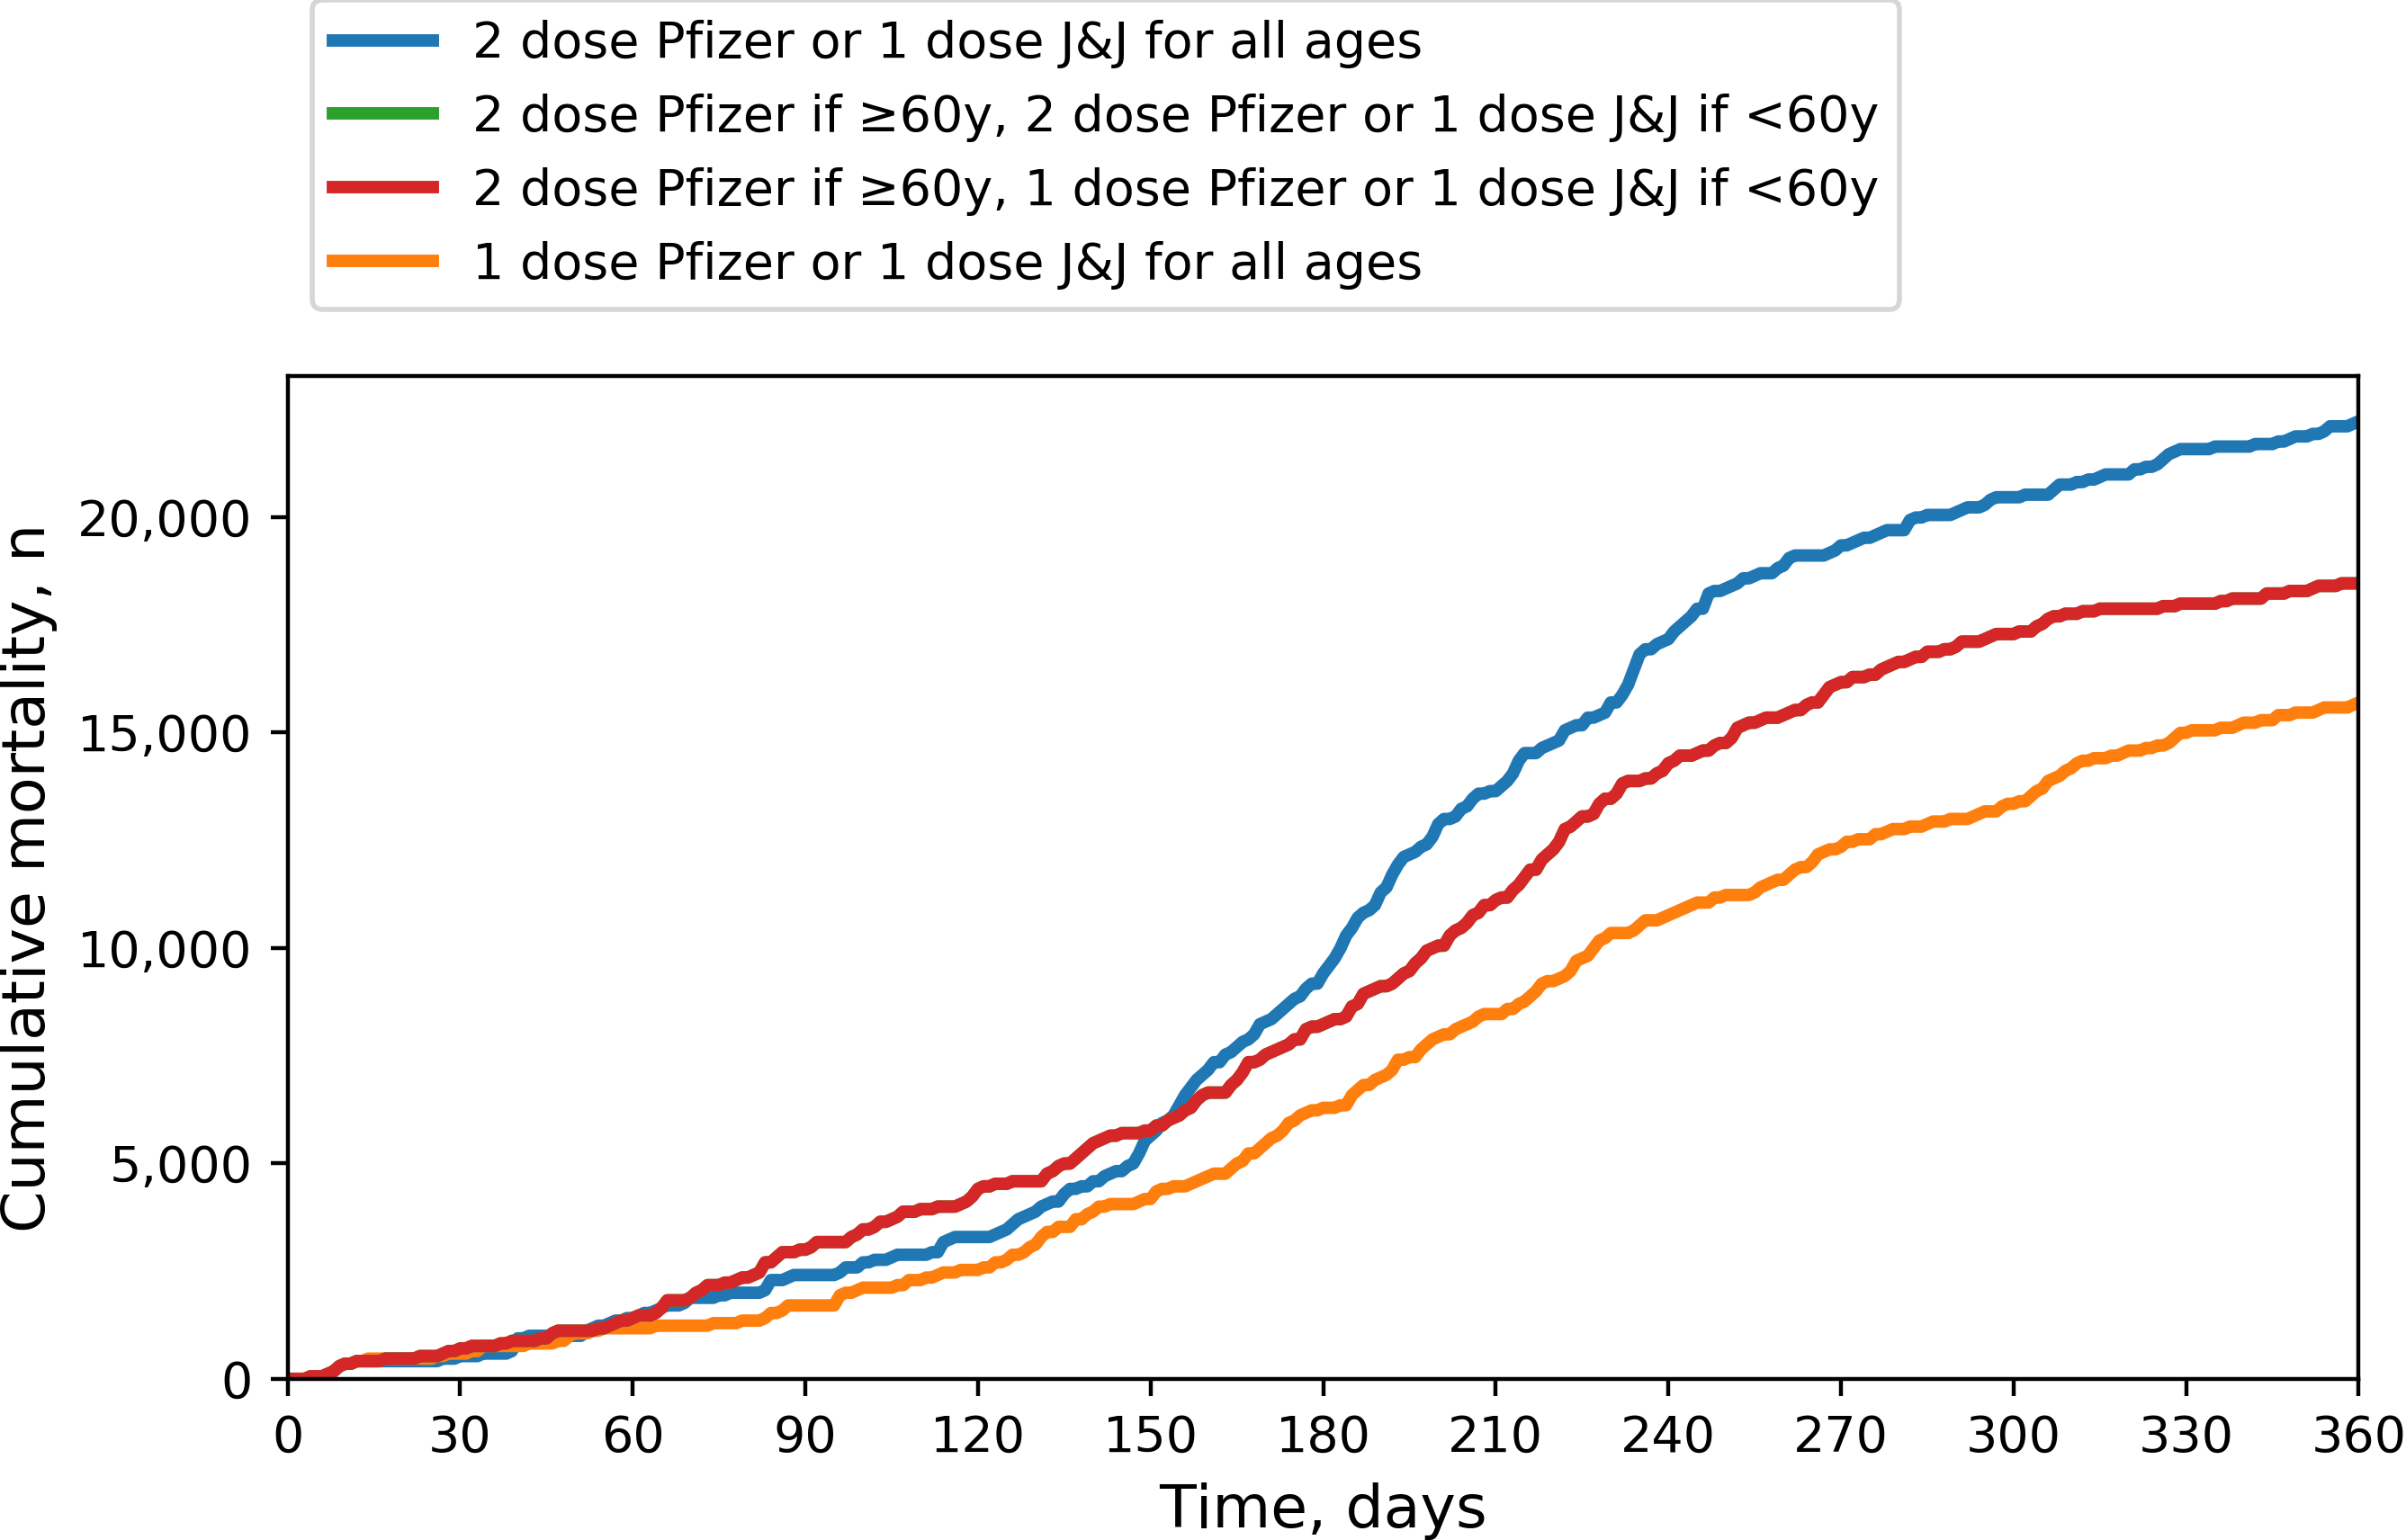 2 dose Pfizer or 1 dose J&J for all ages
2 dose Pfizer if ≥60y, 2 dose Pfizer or 1 dose J&J if <60y
2 dose Pfizer if ≥60y, 1 dose Pfizer or 1 dose J&J if <60y
1 dose Pfizer or 1 dose J&J for all ages
Cumulative mortality, n
20,000
15,000
10,000
5,000
0
0 30 60 90 120 150 180 210 240 270 300 330 360
Time, days